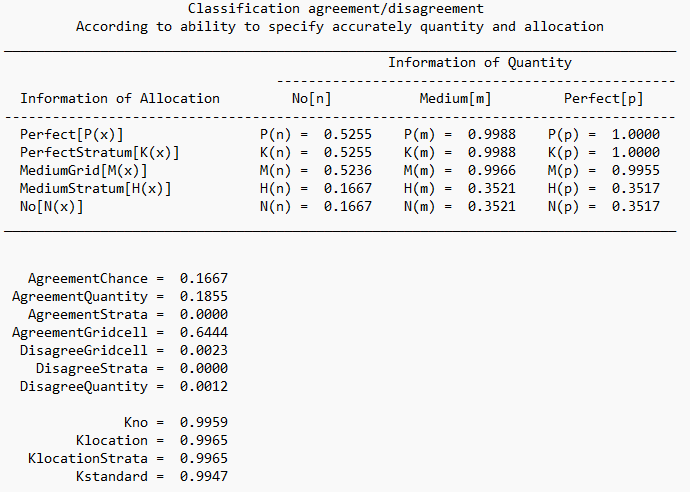 Classification agreement/disagreement
According to ability to specify accurately quantity and allocation
Information of Quantity
Information of Allocation No[n] Medium[m] Perfect[p]
Perfect[P(x)] P(n) = 0.5255 P(m) = 0.9988 P(p) = 1.0000
PerfectStratum[K(x)] K(n) = 0.5255 K(m) = 0.9988 K(p) = 1.0000
MediumGrid[M(x)] M(n) = 0.5236 M(m) = 0.9966 M(p) = 0.9955
MediumStratum[H(x)] H(n) = 0.1667 H(m) = 0.3521 H(p) = 0.3517
No[N(x)] N(n) = 0.1667 N(m) = 0.3521 N(p) = 0.3517
AgreementChance = 0.1667
AgreementQuantity = 0.1855
AgreementStrata = 0.0000
AgreementGridcell = 0.6444
DisagreeGridcell = 0.0023
DisagreeStrata = 0.0000
DisagreeQuantity = 0.0012
Kno = 0.9959
Klocation = 0.9965
KlocationStrata = 0.9965
Kstandard = 0.9947